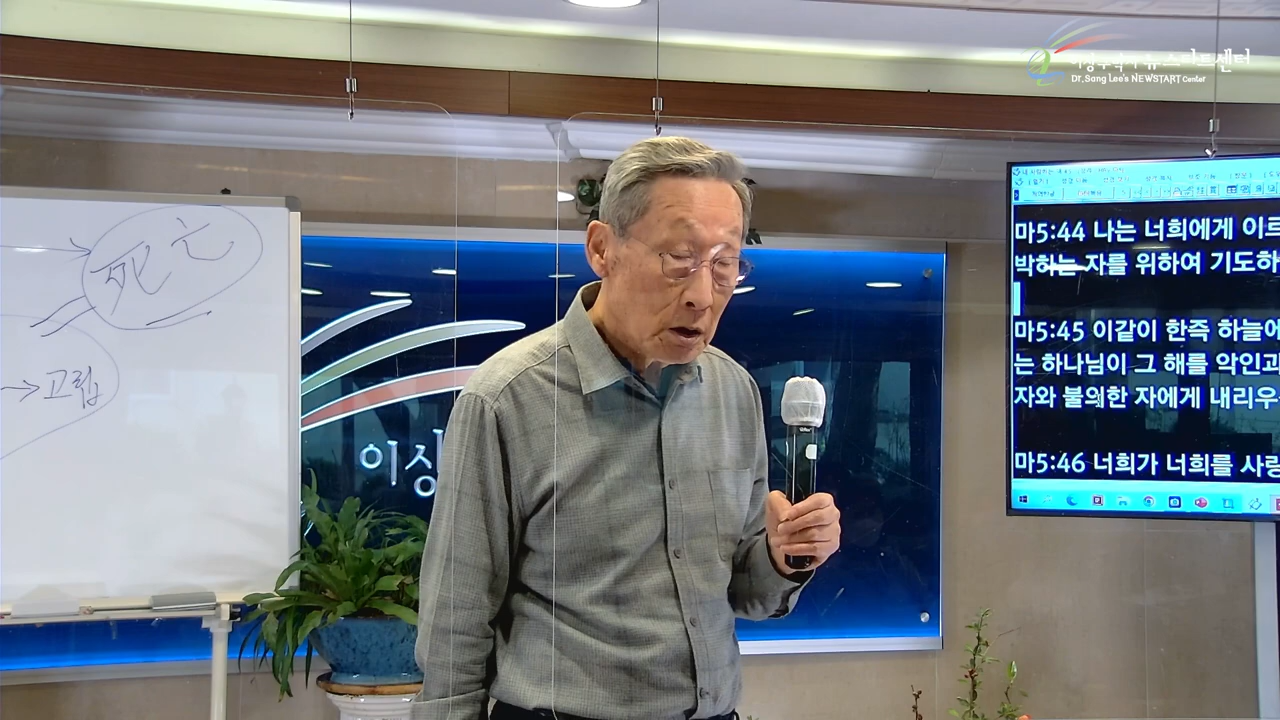 이상구박사 뉴스타트센터
Dr. Sang Lee's NEWSTART Center
死亡
→고립
이상
마5:44 나는 너희에게 이르
박하는 자를 위하여 기도하
마5:45 이같이 한즉 하늘에
는 하나님이 그 해를 악인과
자와 불의한 자에게 내리우
마5:46 너희가 너희를 사랑